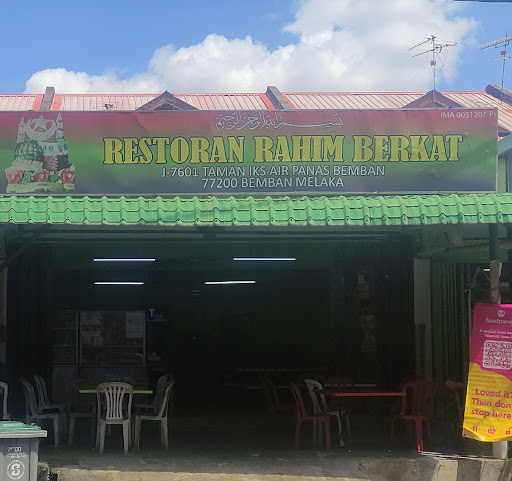 (MA 0051207-P)
بسم الله الرحمن الرحيم
RESTORAN RAHIM BERKAT
J-7601 TAMAN IKS AIR PANAS BEMBAN
77200 BEMBAN MELAKA
foodpanda
Loved it?
Then don't
stop here